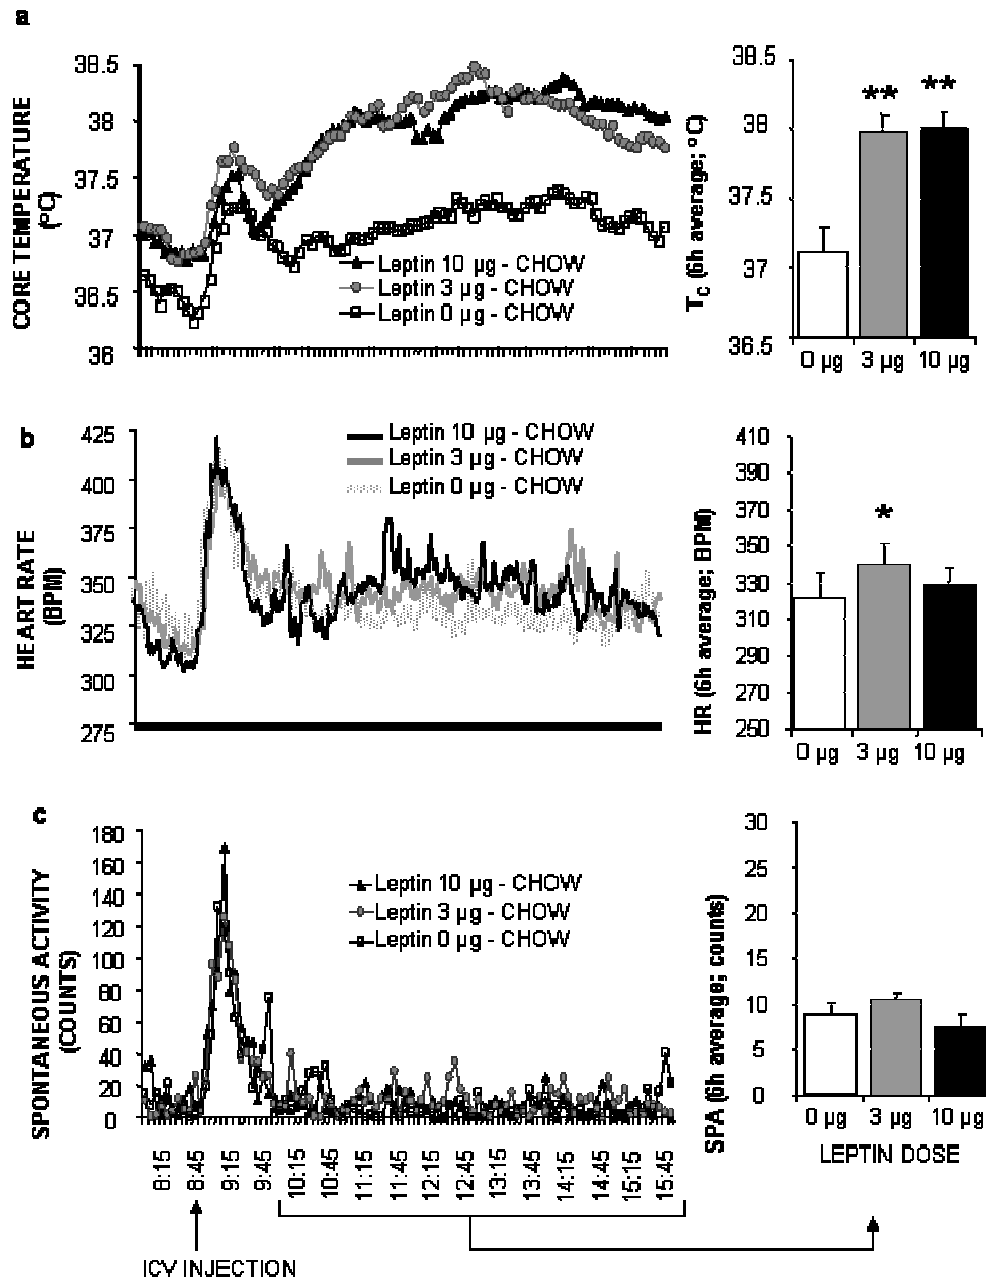 a
CORE TEMPERATURE
(°C)
38.5
38
37.5
37
36.5
36
Leptin 10 µg - CHOW
Leptin 3 µg - CHOW
Leptin 0 µg - CHOW
TC (6h average; °C)
38.5
38
37.5
37
36.5
**
**
0 µg
3 µg
10 µg
b
HEART RATE
(BPM)
425
400
375
350
325
300
275
Leptin 10 µg - CHOW
Leptin 3 µg - CHOW
Leptin 0 µg - CHOW
HR (6h average; BPM)
410
390
370
350
330
310
290
270
250
*
0 µg
3 µg
10 µg
c
SPONTANEOUS ACTIVITY
(COUNTS)
180
160
140
120
100
80
60
40
20
0
Leptin 10 µg - CHOW
Leptin 3 µg - CHOW
Leptin 0 µg - CHOW
8:15
8:45
9:15
9:45
10:15
10:45
11:15
11:45
12:15
12:45
13:15
13:45
14:15
14:45
15:15
15:45
SPA (6h average; counts)
30
25
20
15
10
5
0
0 µg
3 µg
10 µg
LEPTIN DOSE
ICV INJECTION